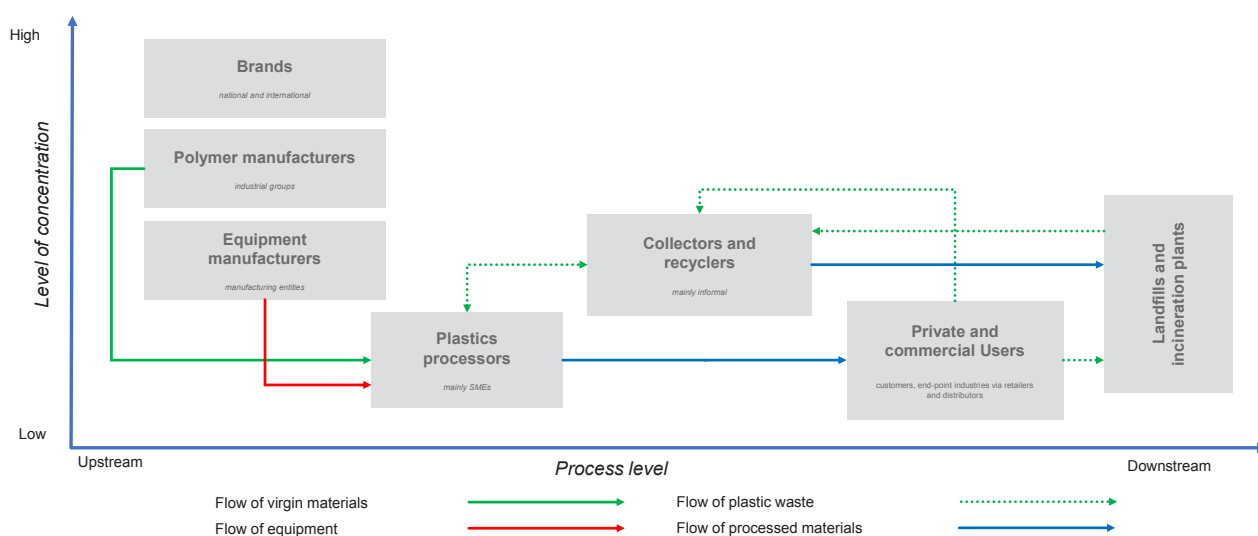 High
Brands
national and international
Polymer manufacturers
industrial groups
Level of concentration
Equipment
manufacturers
manufacturing entities
Collectors and
recyclers
mainly informal
Landfills and
incineration plants
Plastics
processors
mainly SMEs
Private and
commercial Users
customers, end-point industries via retailers
and distributors
Low
Upstream
Process level
Downstream
Flow of virgin materials
Flow of plastic waste
Flow of equipment
Flow of processed materials